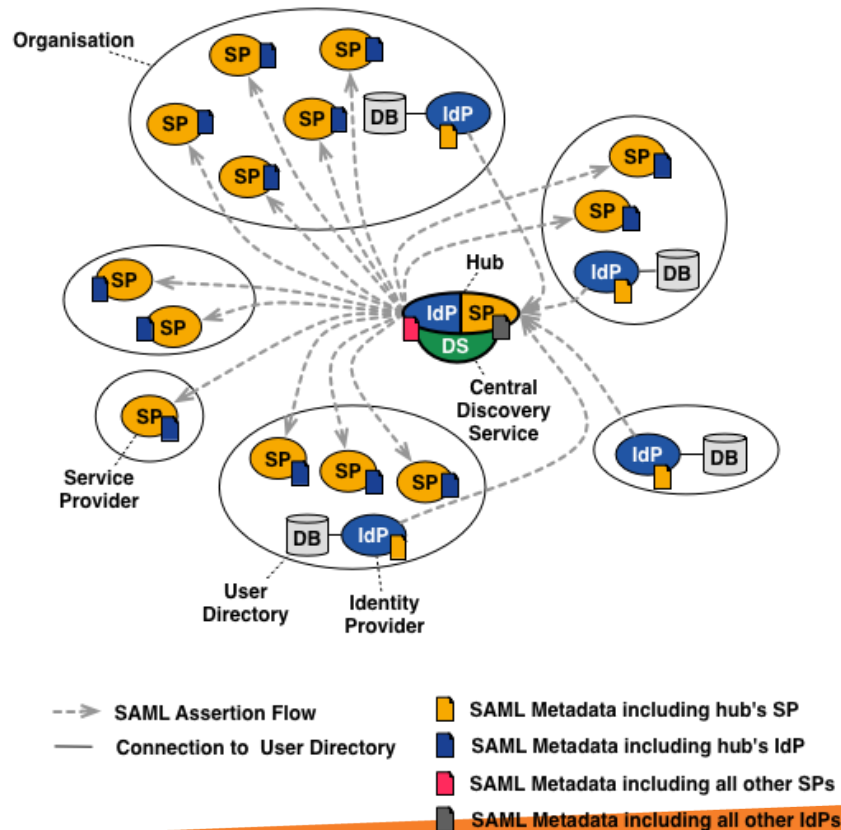 Organisation
SP
SP
SP
SP
DB
IdP
SP
SP
SP
IdP
DB
Hub
IdP
SP
DS
SP
SP
Central
Discovery
Service
SP
Service
Provider
SP
SP
SP
IdP
DB
DB
IdP
User
Directory
Identity
Provider
SAML Assertion Flow
Connection to User Directory
SAML Metadata including hub's SP
SAML Metadata including hub's IdP
SAML Metadata including all other SPs
SAML Metadata including all other IdPs